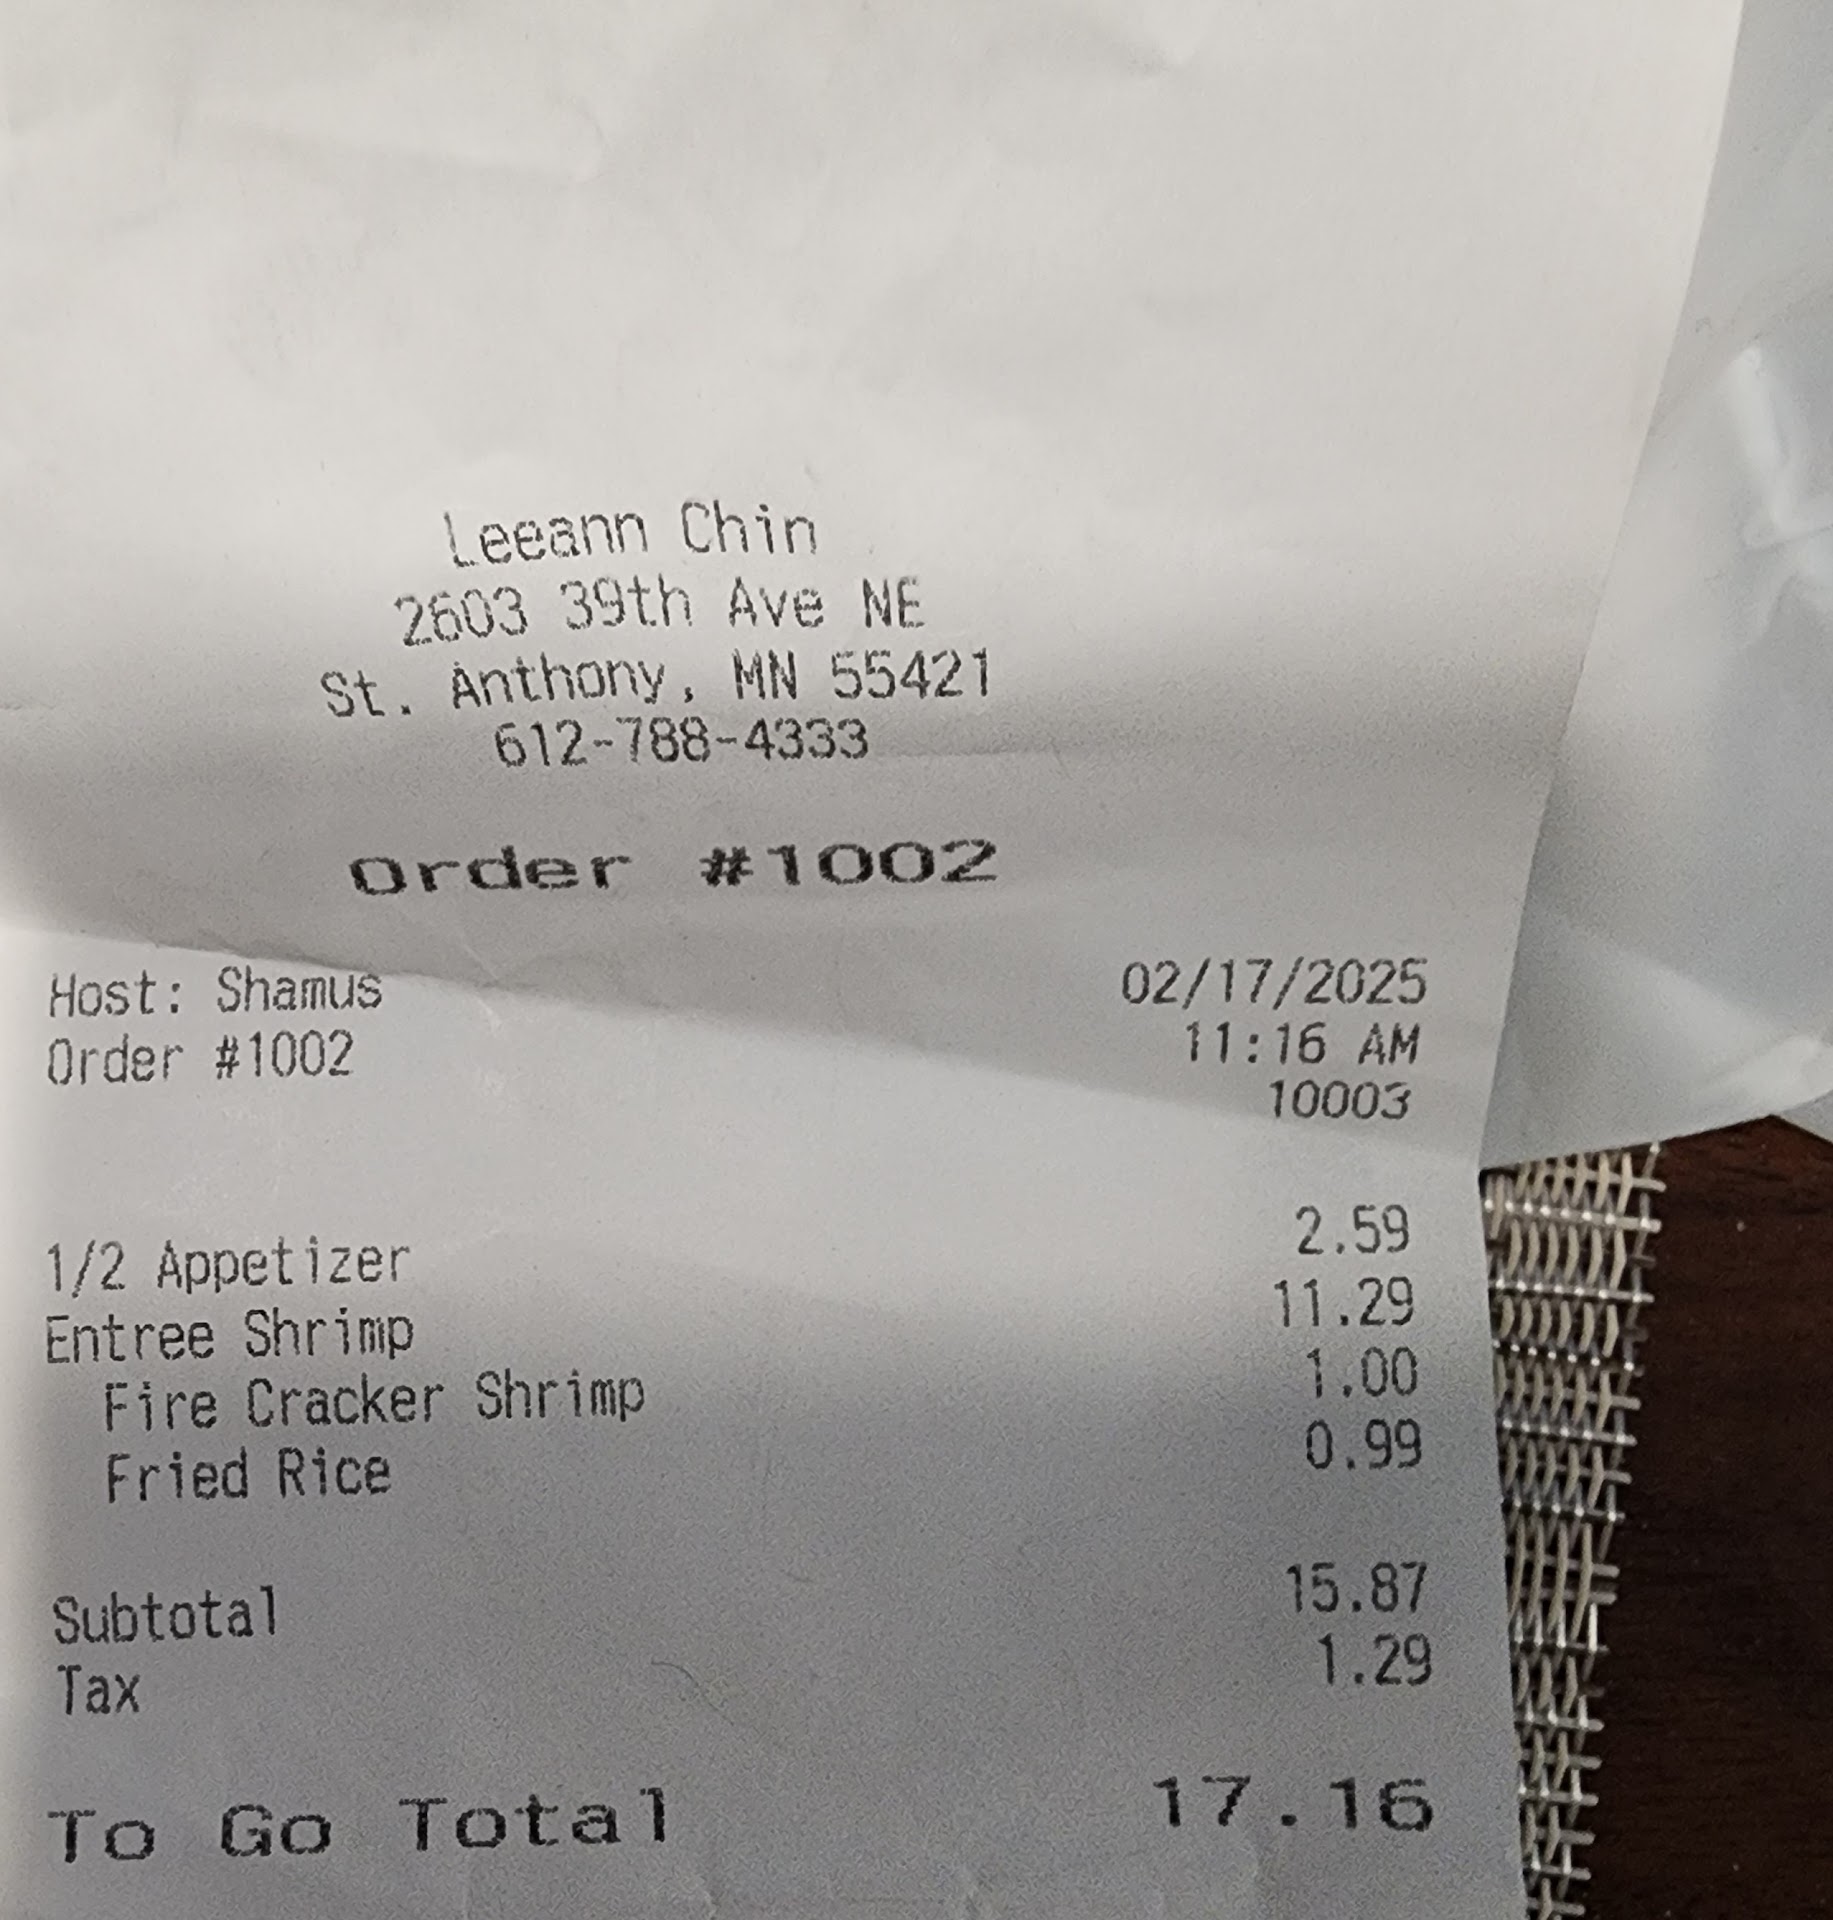 Leeann Chin
2603 39th Ave NE
St. Anthony, MN 55421
612-788-4333
Order #1002
Host: Shamus 02/17/2025
Order #1002 11:16 AM
10003
1/2 Appetizer 2.59
Entree Shrimp 11.29
Fire Cracker Shrimp 1.00
Fried Rice 0.99
Subtotal 15.87
Tax 1.29
To Go Total 17.16